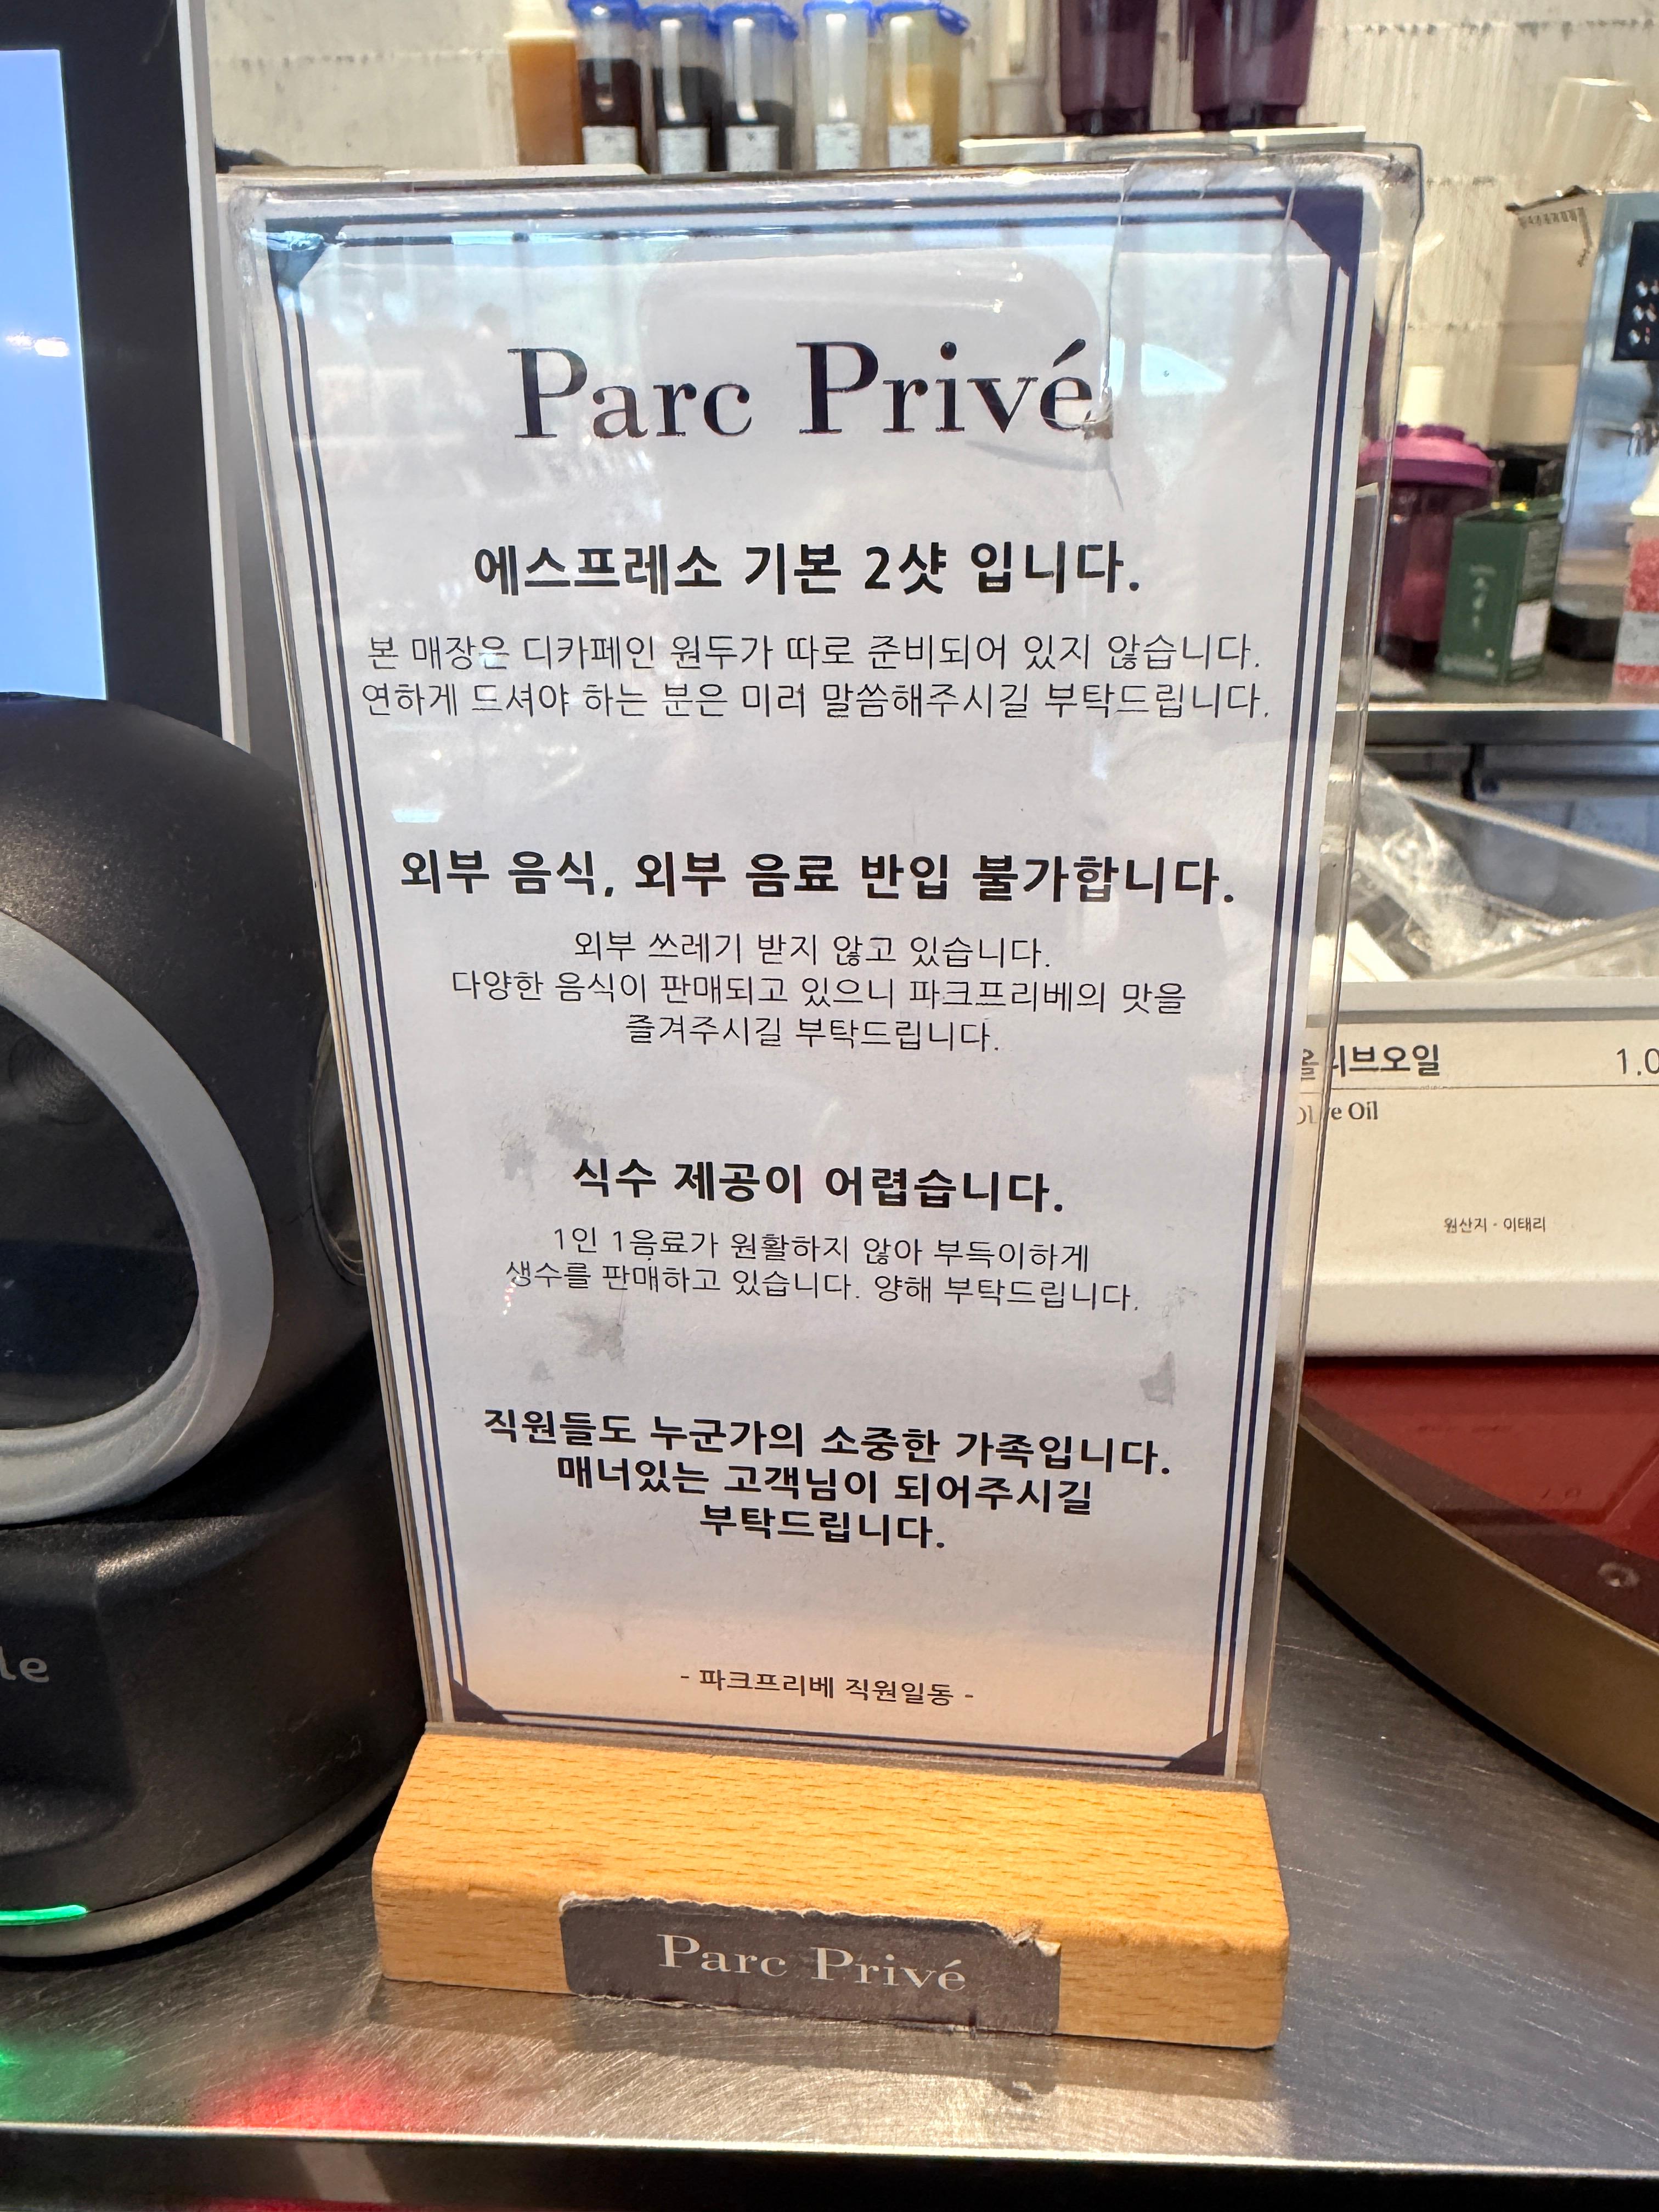 Parc Privé
에스프레소 기본 2샷 입니다.
본 매장은 디카페인 원두가 따로 준비되어 있지 않습니다.
연하게 드셔야 하는 분은 미리 말씀해주시길 부탁드립니다.
외부 음식, 외부 음료 반입 불가합니다.
외부 쓰레기 받지 않고 있습니다.
다양한 음식이 판매되고 있으니 파크프리베의 맛을
즐겨주시길 부탁드립니다.
식수 제공이 어렵습니다.
1인 1음료가 원활하지 않아 부득이하게
생수를 판매하고 있습니다. 양해 부탁드립니다.
직원들도 누군가의 소중한 가족입니다.
매너있는 고객님이 되어주시길
부탁드립니다.
- 파크프리베 직원일동 -
Parc Privé
올리브오일 1.0
Olive Oil
원산지 - 이태리
le